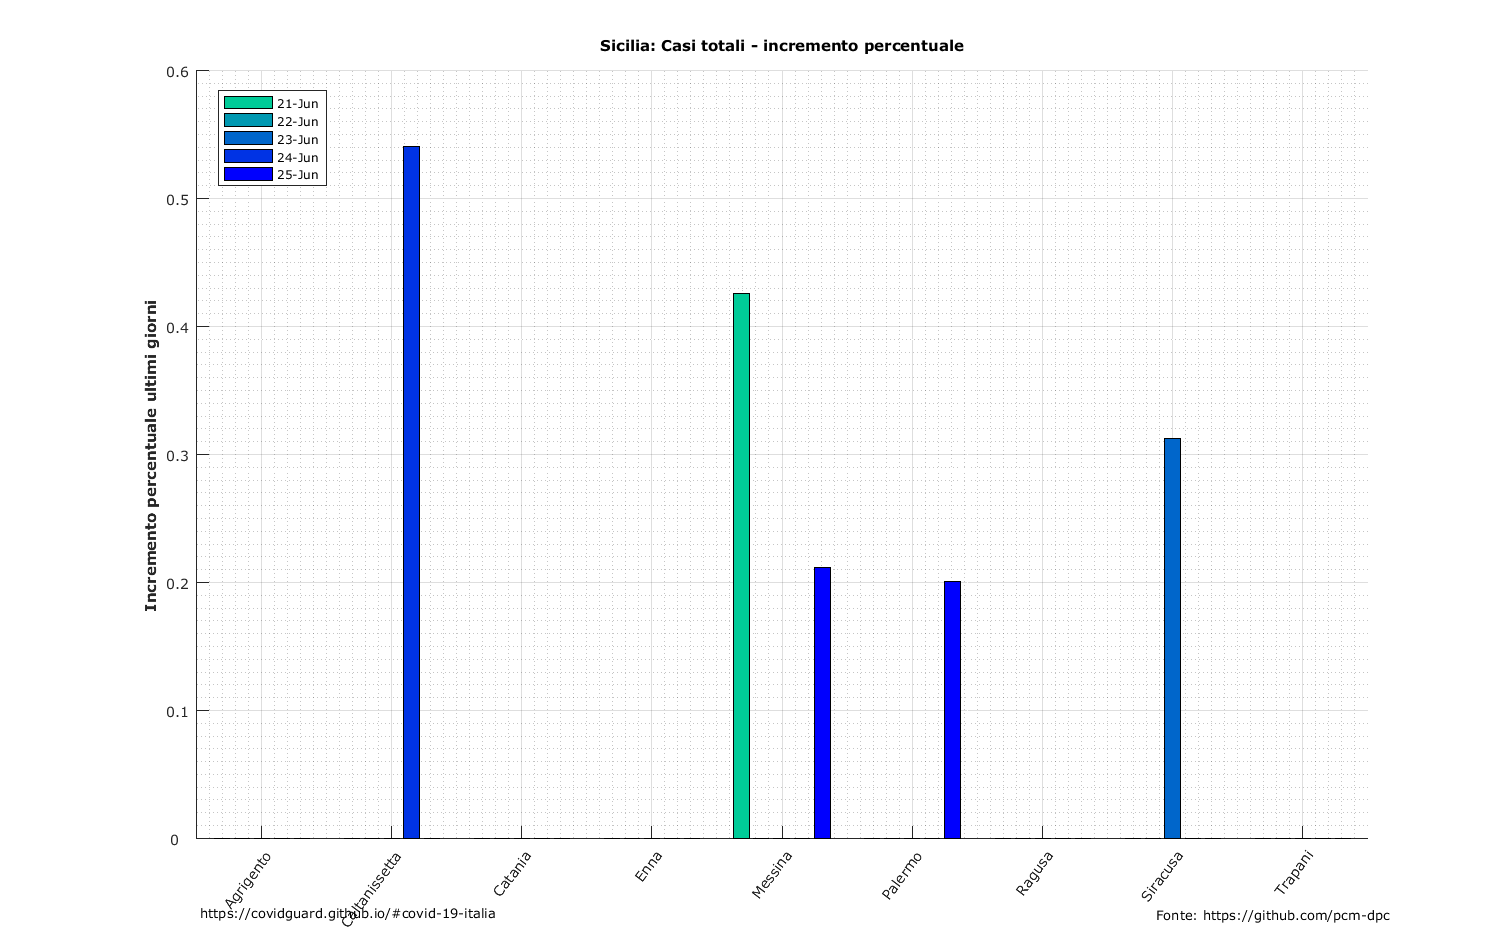 Sicilia: Casi totali - incremento percentuale
0.6
0.5
0.4
0.3
0.2
0.1
0
Incremento percentuale ultimi giorni
21-Jun
22-Jun
23-Jun
24-Jun
25-Jun
Agrigento
Caltanissetta
Catania
Enna
Messina
Palermo
Ragusa
Siracusa
Trapani
https://covidguard.github.io/#covid-19-italia
Fonte: https://github.com/pcm-dpc